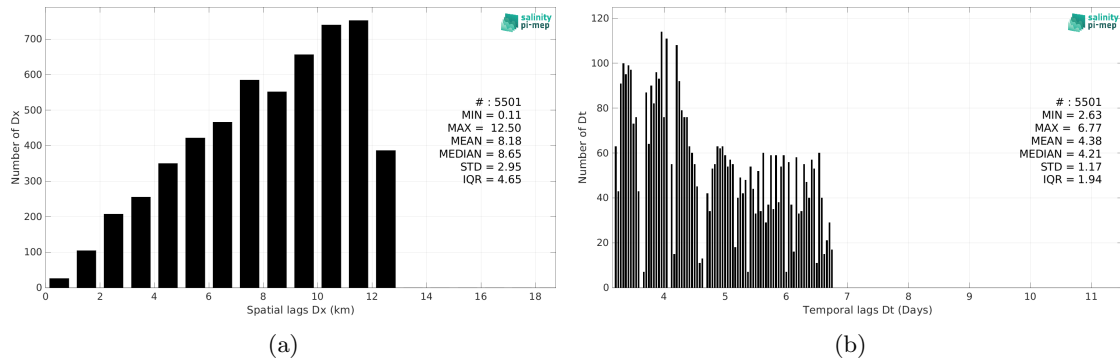 700
600
500
400
300
200
100
0
Number of Dx
0 2 4 6 8 10 12 14 16 18
Spatial lags Dx (km)
salinity
pi-mep
# : 5501
MIN = 0.11
MAX = 12.50
MEAN = 8.18
MEDIAN = 8.65
STD = 2.95
IQR = 4.65
(a)
120
100
80
60
40
20
0
Number of Dt
4 5 6 7 8 9 10 11
Temporal lags Dt (Days)
salinity
pi-mep
# : 5501
MIN = 2.63
MAX = 6.77
MEAN = 4.38
MEDIAN = 4.21
STD = 1.17
IQR = 1.94
(b)